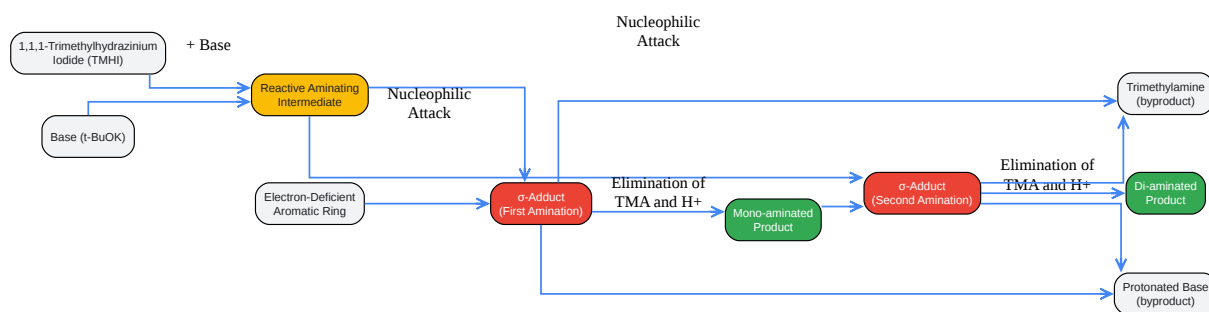 Nucleophilic
Attack
1,1,1-Trimethylhydrazinium
Iodide (TMHI)
+ Base
Reactive Aminating
Intermediate
Nucleophilic
Attack
Trimethylamine
(byproduct)
Base (t-BuOK)
Electron-Deficient
Aromatic Ring
σ-Adduct
(First Amination)
Elimination of
TMA and H+
Mono-aminated
Product
σ-Adduct
(Second Amination)
Elimination of
TMA and H+
Di-aminated
Product
Protonated Base
(byproduct)